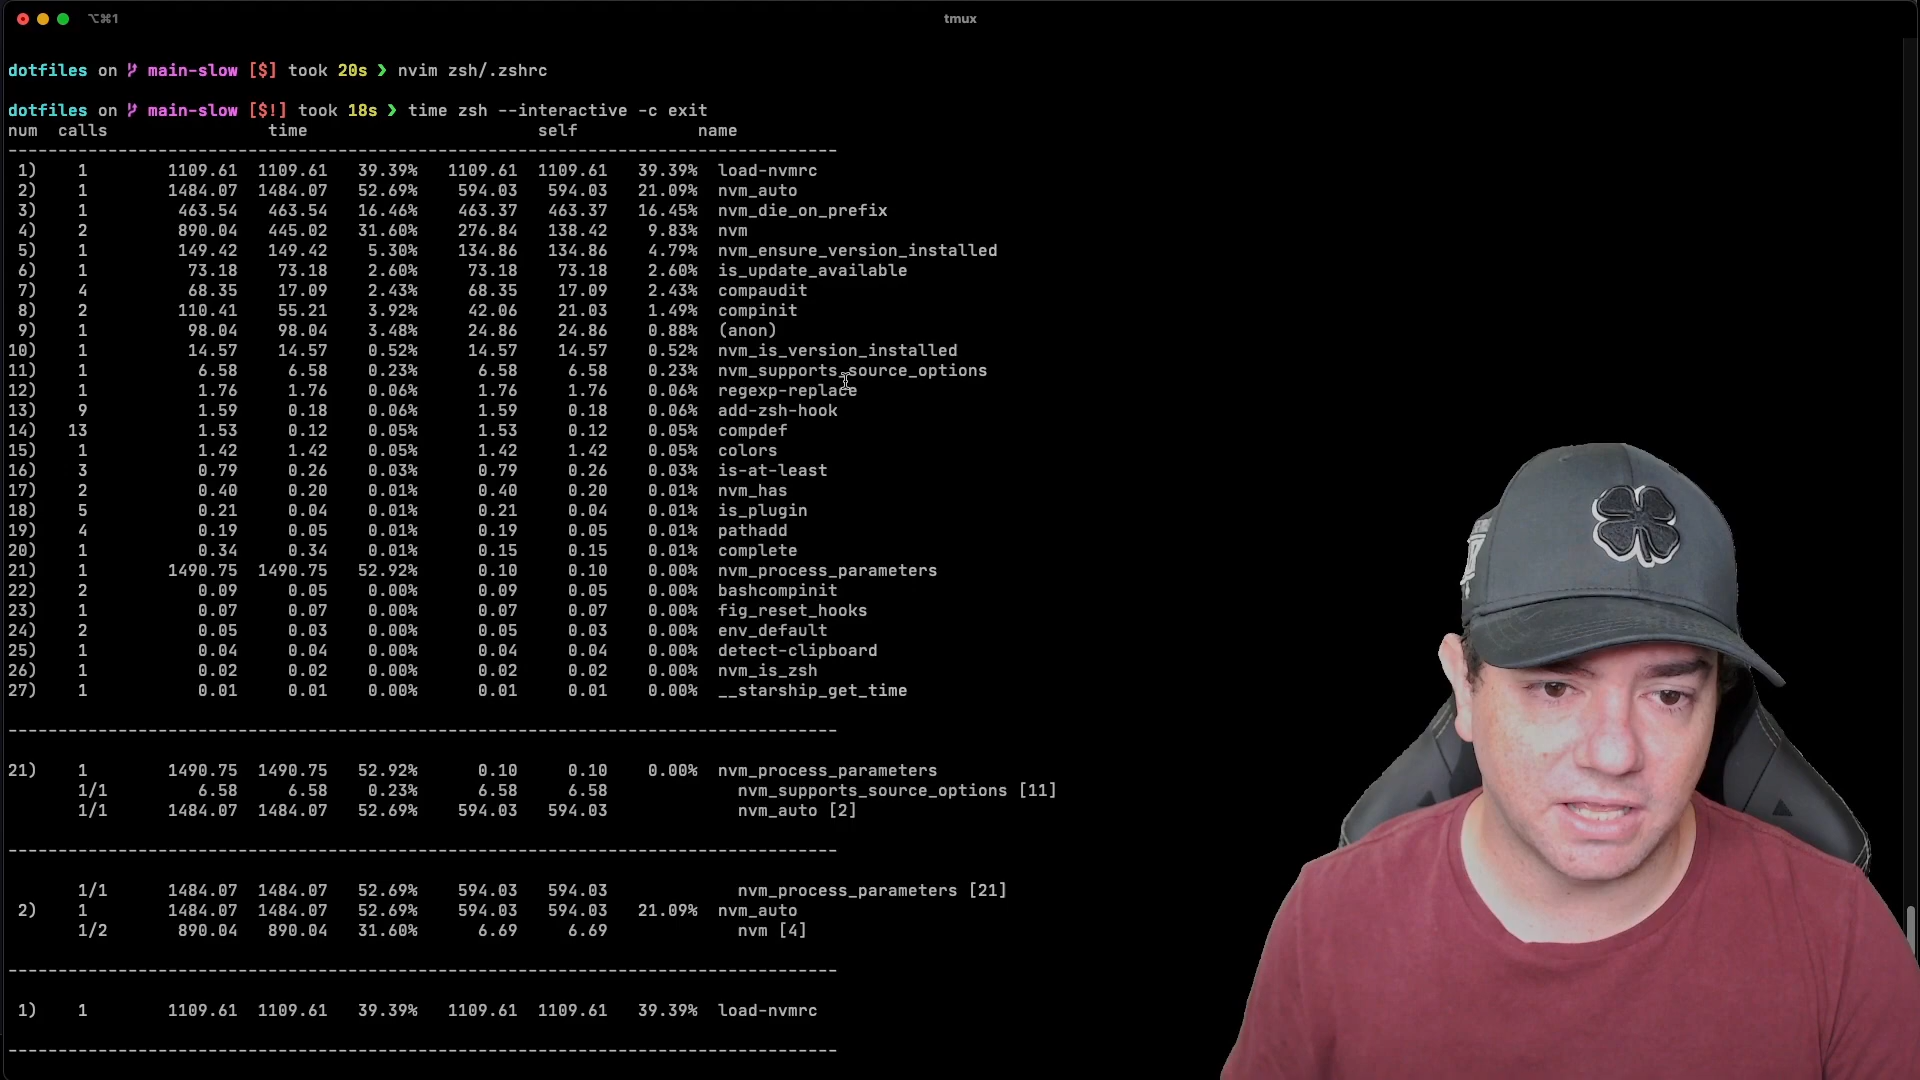 ⌥⌘1 tmux
dotfiles on main-slow [$] took 20s ❯ nvim zsh/.zshrc
dotfiles on main-slow [$!] took 18s ❯ time zsh --interactive -c exit
num calls time self name
-----------------------------------------------------------------------------------
1) 1 1109.61 1109.61 39.39% 1109.61 1109.61 39.39% load-nvmrc
2) 1 1484.07 1484.07 52.69% 594.03 594.03 21.09% nvm_auto
3) 1 463.54 463.54 16.46% 463.37 463.37 16.45% nvm_die_on_prefix
4) 2 890.04 445.02 31.60% 276.84 138.42 9.83% nvm
5) 1 149.42 149.42 5.30% 134.86 134.86 4.79% nvm_ensure_version_installed
6) 1 73.18 73.18 2.60% 73.18 73.18 2.60% is_update_available
7) 4 68.35 17.09 2.43% 68.35 17.09 2.43% compaudit
8) 2 110.41 55.21 3.92% 42.06 21.03 1.49% compinit
9) 1 98.04 98.04 3.48% 24.86 24.86 0.88% (anon)
10) 1 14.57 14.57 0.52% 14.57 14.57 0.52% nvm_is_version_installed
11) 1 6.58 6.58 0.23% 6.58 6.58 0.23% nvm_supports_source_options
12) 1 1.76 1.76 0.06% 1.76 1.76 0.06% regexp-replace
13) 9 1.59 0.18 0.06% 1.59 0.18 0.06% add-zsh-hook
14) 13 1.53 0.12 0.05% 1.53 0.12 0.05% compdef
15) 1 1.42 1.42 0.05% 1.42 1.42 0.05% colors
16) 3 0.79 0.26 0.03% 0.79 0.26 0.03% is-at-least
17) 2 0.40 0.20 0.01% 0.40 0.20 0.01% nvm_has
18) 5 0.21 0.04 0.01% 0.21 0.04 0.01% is_plugin
19) 4 0.19 0.05 0.01% 0.19 0.05 0.01% pathadd
20) 1 0.34 0.34 0.01% 0.15 0.15 0.01% complete
21) 1 1490.75 1490.75 52.92% 0.10 0.10 0.00% nvm_process_parameters
22) 2 0.09 0.05 0.00% 0.09 0.05 0.00% bashcompinit
23) 1 0.07 0.07 0.00% 0.07 0.07 0.00% fig_reset_hooks
24) 2 0.05 0.03 0.00% 0.05 0.03 0.00% env_default
25) 1 0.04 0.04 0.00% 0.04 0.04 0.00% detect-clipboard
26) 1 0.02 0.02 0.00% 0.02 0.02 0.00% nvm_is_zsh
27) 1 0.01 0.01 0.00% 0.01 0.01 0.00% __starship_get_time
-----------------------------------------------------------------------------------
21) 1 1490.75 1490.75 52.92% 0.10 0.10 0.00% nvm_process_parameters
1/1 6.58 6.58 0.23% 6.58 6.58 nvm_supports_source_options [11]
1/1 1484.07 1484.07 52.69% 594.03 594.03 nvm_auto [2]
-----------------------------------------------------------------------------------
1/1 1484.07 1484.07 52.69% 594.03 594.03 nvm_process_parameters [21]
2) 1 1484.07 1484.07 52.69% 594.03 594.03 21.09% nvm_auto
1/2 890.04 890.04 31.60% 6.69 6.69 nvm [4]
-----------------------------------------------------------------------------------
1) 1 1109.61 1109.61 39.39% 1109.61 1109.61 39.39% load-nvmrc
-----------------------------------------------------------------------------------